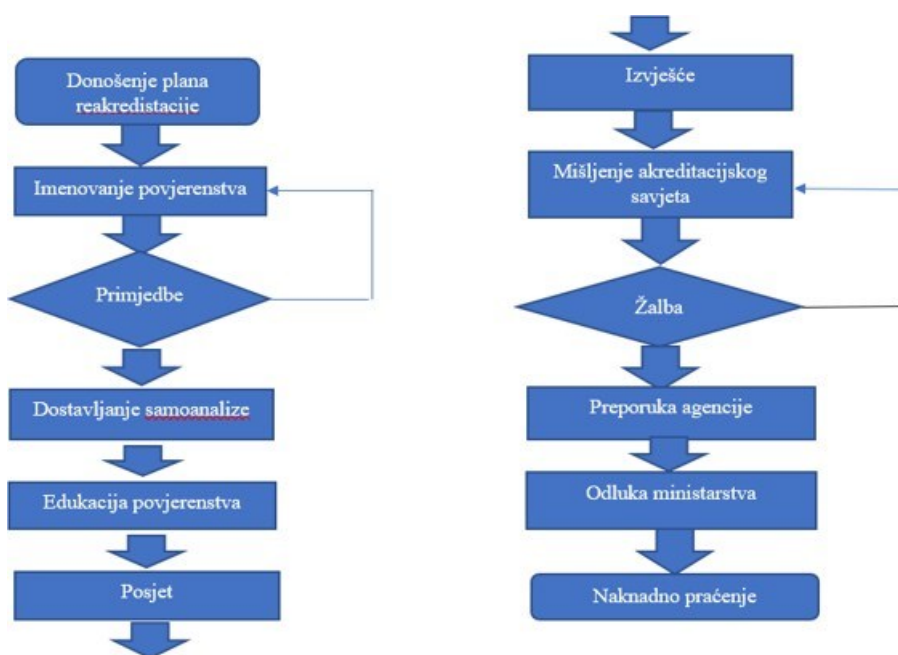 Donošenje plana
reakredistacije
Imenovanje povjerenstva
Primjedbe
Dostavljanje samoanalize
Edukacija povjerenstva
Posjet
Izvješće
Mišljenje akreditacijskog
savjeta
Žalba
Preporuka agencije
Odluka ministarstva
Naknadno praćenje